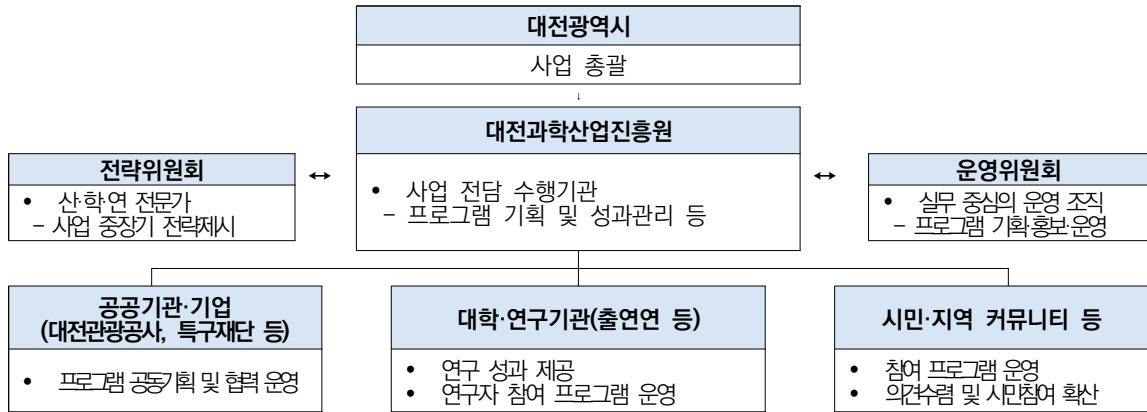 대전광역시
사업 총괄
↓
대전과학산업진흥원
• 사업 전담 수행기관
– 프로그램 기획 및 성과관리 등
전략위원회
↔
• 산·학·연 전문가
– 사업 중장기 전략제시
↔
운영위원회
• 실무 중심의 운영 조직
– 프로그램 기획·홍보·운영
공공기관·기업
(대전관광공사, 특구재단 등)
• 프로그램 공동기획 및 협력 운영
대학·연구기관(출연연 등)
• 연구 성과 제공
• 연구자 참여 프로그램 운영
시민·지역 커뮤니티 등
• 참여 프로그램 운영
• 의견수렴 및 시민참여 확산